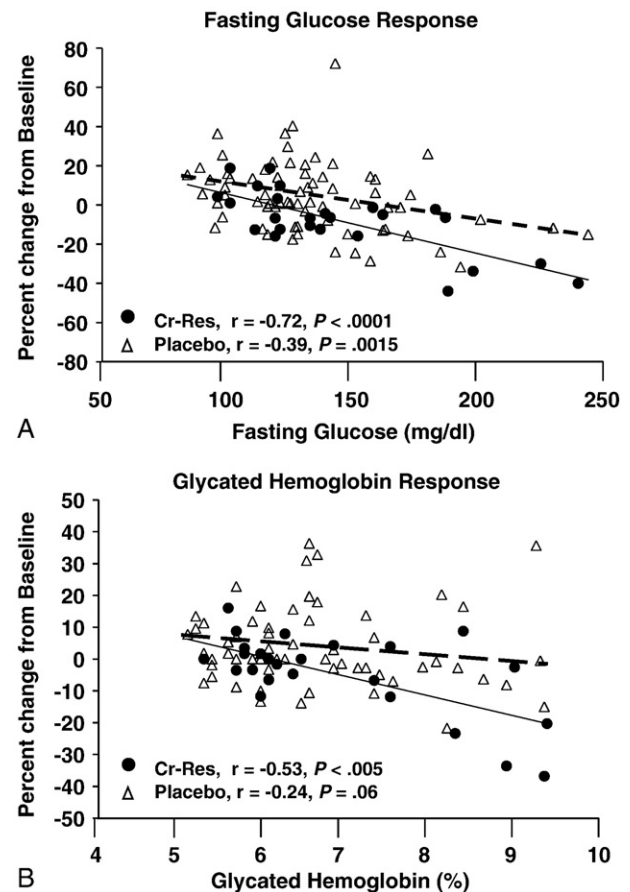 Fasting Glucose Response
Percent change from Baseline
80
60
40
20
0
-20
-40
-60
-80
Cr-Res, r = -0.72, P < .0001
Placebo, r = -0.39, P = .0015
50 100 150 200 250
A
Fasting Glucose (mg/dl)
Glycated Hemoglobin Response
Percent change from Baseline
50
40
30
20
10
0
-10
-20
-30
-40
-50
Cr-Res, r = -0.53, P < .005
Placebo, r = -0.24, P = .06
4 5 6 7 8 9 10
B
Glycated Hemoglobin (%)